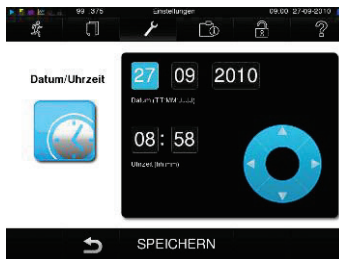 99 :375 Einstellungen 09:00 27-09-2010
Datum/Uhrzeit
27 09 2010
Datum (TT:MM:JJJJ)
08: 58
Uhrzeit (hh:mm)
SPEICHERN